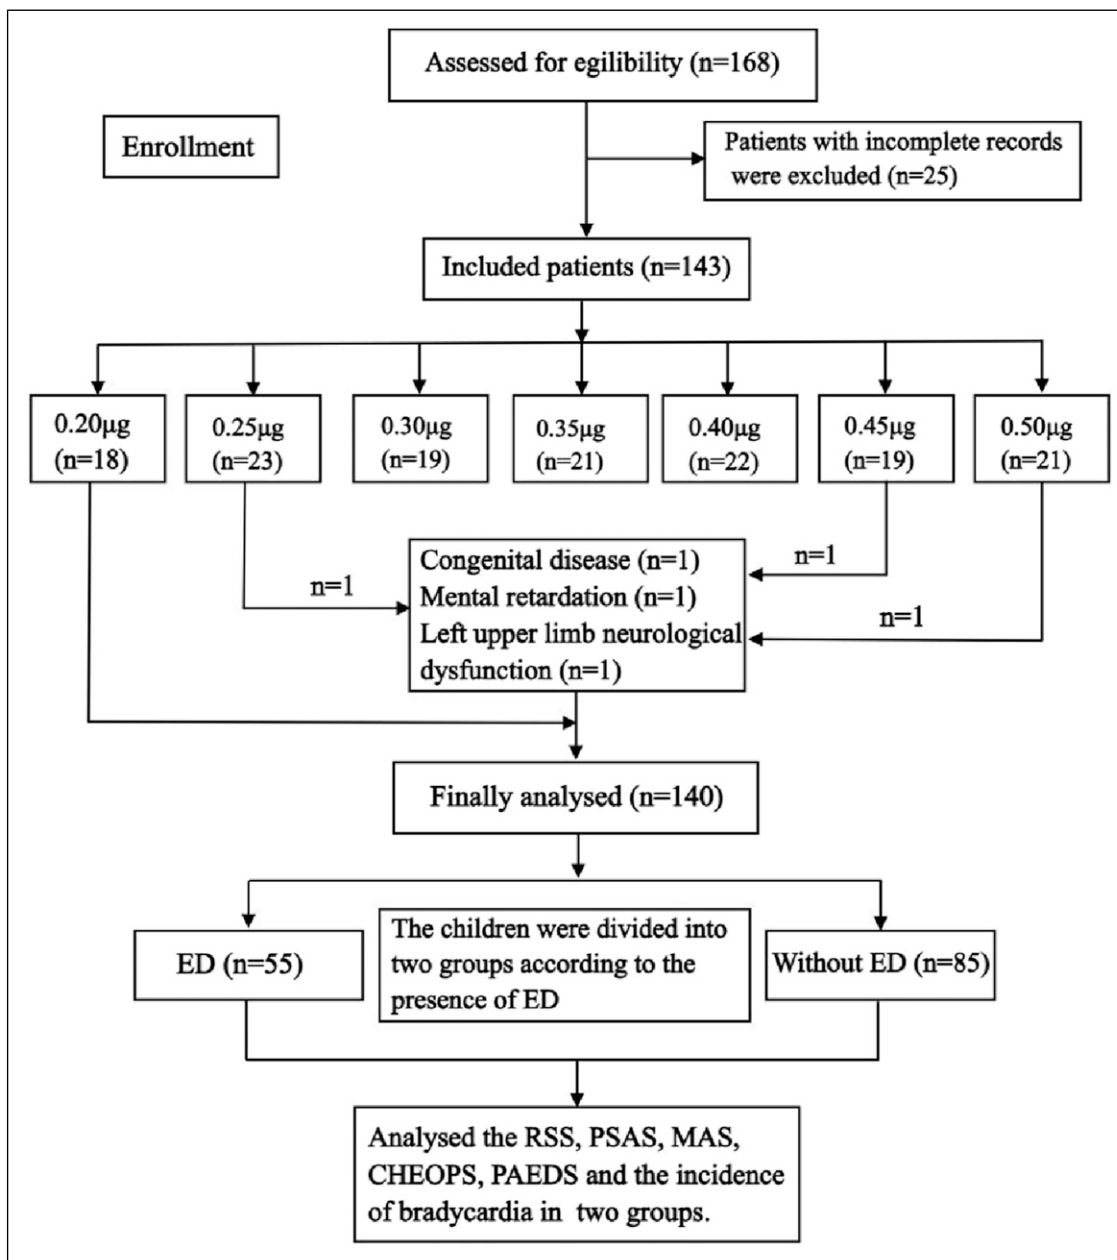 Assessed for egilibility (n=168)
Enrollment
Patients with incomplete records
were excluded (n=25)
Included patients (n=143)
0.20μg
(n=18)
0.25μg
(n=23)
0.30μg
(n=19)
0.35μg
(n=21)
0.40μg
(n=22)
0.45μg
(n=19)
0.50μg
(n=21)
n=1
Congenital disease (n=1)
Mental retardation (n=1)
Left upper limb neurological
dysfunction (n=1)
n=1
n=1
Finally analysed (n=140)
ED (n=55)
The children were divided into
two groups according to the
presence of ED
Without ED (n=85)
Analysed the RSS, PSAS, MAS,
CHEOPS, PAEDS and the incidence
of bradycardia in two groups.